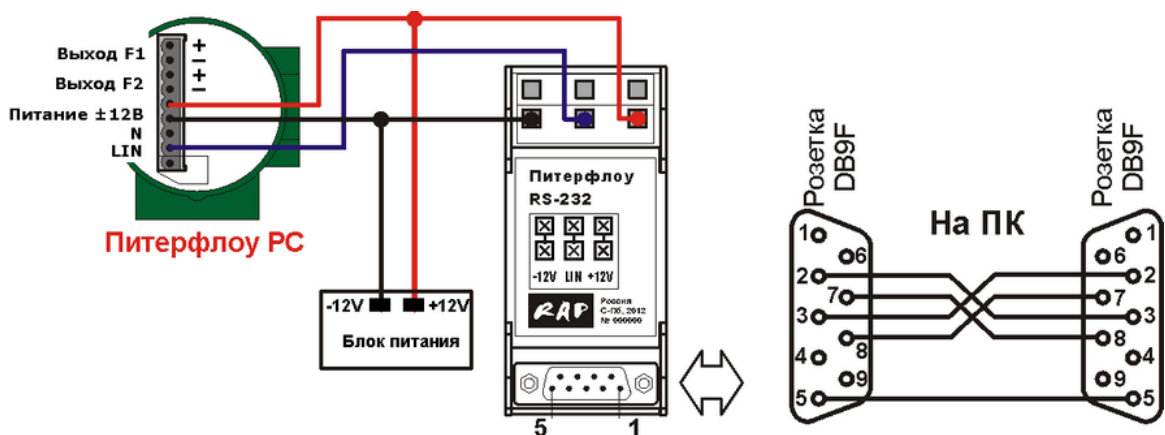 Выход F1
+
−
Выход F2
+
−
Питание ±12В
N
LIN
Питерфлоу РС
-12V
+12V
Блок питания
Питерфлоу
RS-232
-12V LIN +12V
RAP
Россия
С-Пб, 2012
№ 000000
5
1
На ПК
Розетка
DB9F
1
6
2
7
3
8
4
9
5
Розетка
DB9F
1
6
2
7
3
8
4
9
5